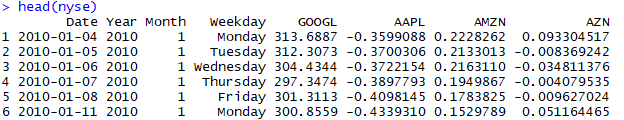 > head(nyse)
Date Year Month Weekday GOOGL AAPL AMZN AZN
1 2010-01-04 2010 1 Monday 313.6887 -0.3599088 0.2228262 0.093304517
2 2010-01-05 2010 1 Tuesday 312.3073 -0.3700306 0.2133013 -0.008369242
3 2010-01-06 2010 1 Wednesday 304.4344 -0.3722154 0.2163110 -0.034811376
4 2010-01-07 2010 1 Thursday 297.3474 -0.3897793 0.1949867 -0.004079535
5 2010-01-08 2010 1 Friday 301.3113 -0.4098145 0.1783825 -0.009627024
6 2010-01-11 2010 1 Monday 300.8559 -0.4339310 0.1529789 0.051164465